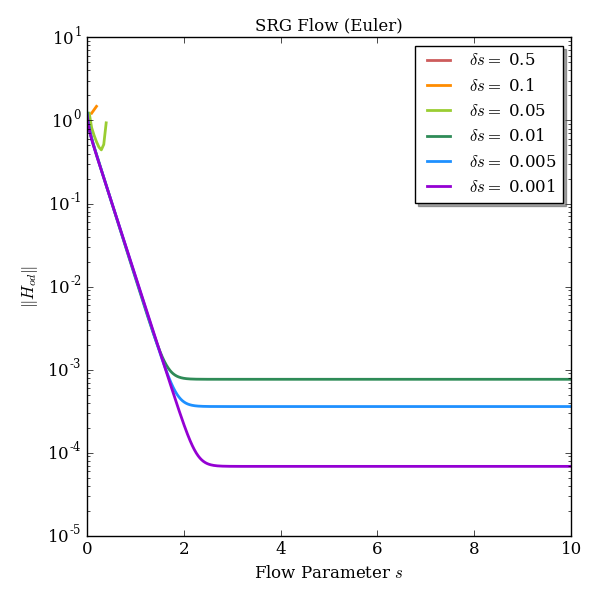 SRG Flow (Euler)
10^1
10^0
10^-1
10^-2
10^-3
10^-4
10^-5
||H_od||
δs = 0.5
δs = 0.1
δs = 0.05
δs = 0.01
δs = 0.005
δs = 0.001
0 2 4 6 8 10
Flow Parameter s